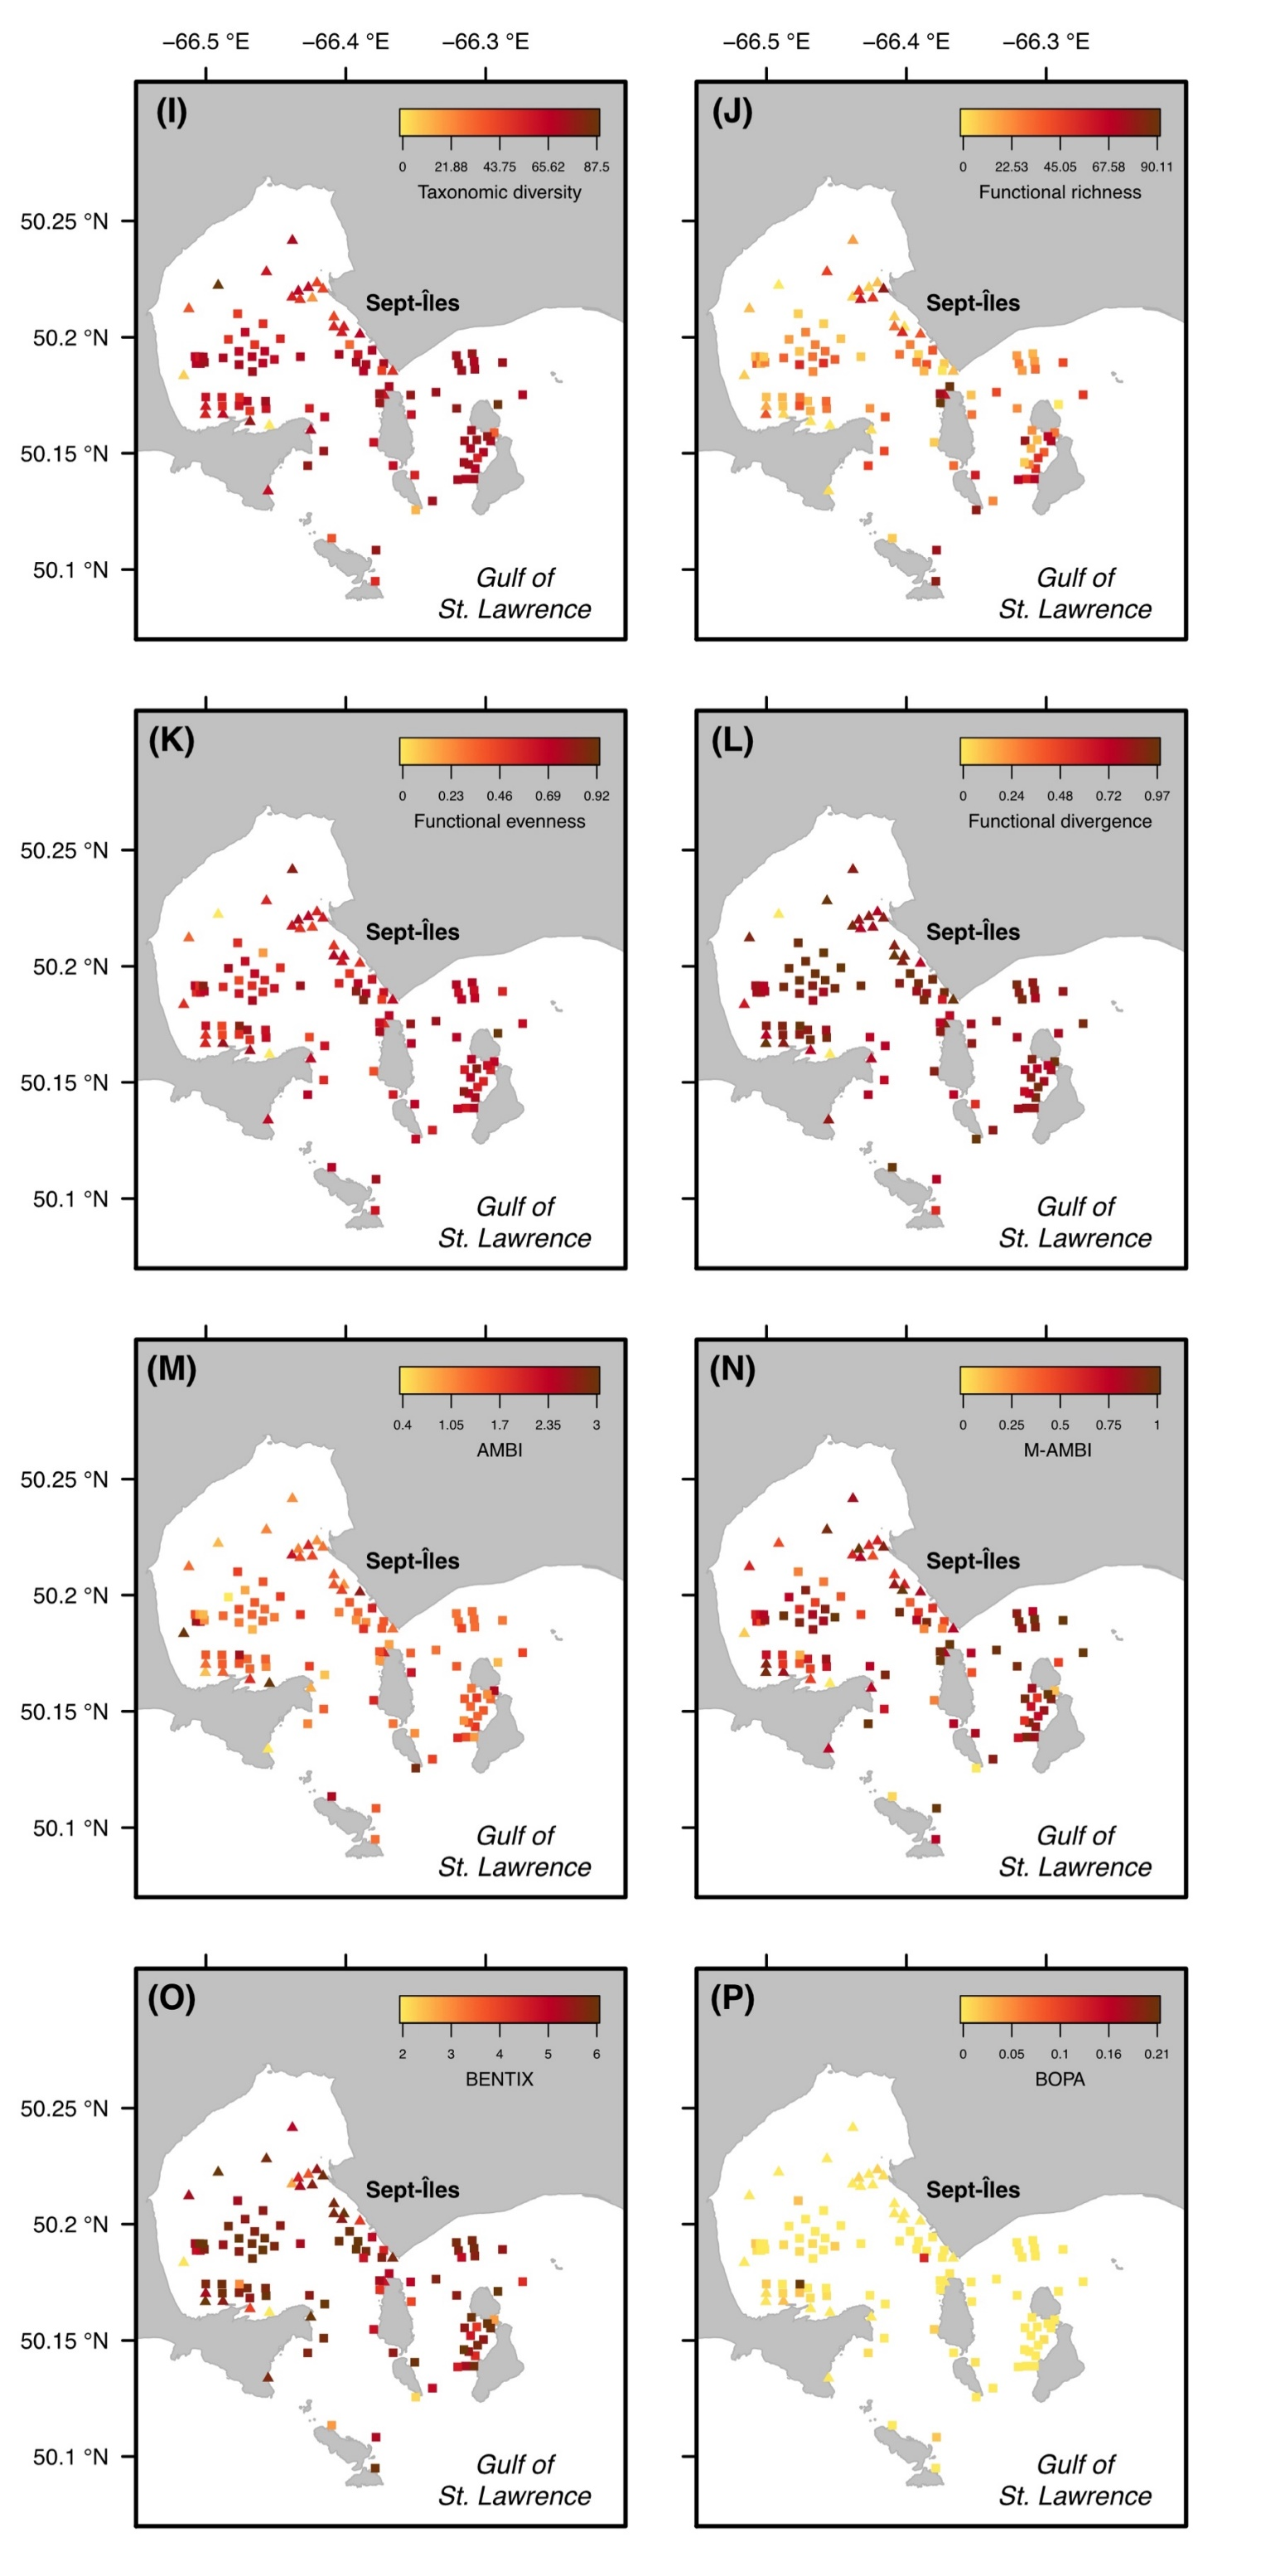 −66.5 °E −66.4 °E −66.3 °E −66.5 °E −66.4 °E −66.3 °E
(I) (J)
0 21.88 43.75 65.62 87.5 0 22.53 45.05 67.58 90.11
Taxonomic diversity Functional richness
50.25 °N
Sept-Îles Sept-Îles
50.2 °N
50.15 °N
50.1 °N
Gulf of Gulf of
St. Lawrence St. Lawrence
(K) (L)
0 0.23 0.46 0.69 0.92 0 0.24 0.48 0.72 0.97
Functional evenness Functional divergence
50.25 °N
Sept-Îles Sept-Îles
50.2 °N
50.15 °N
50.1 °N
Gulf of Gulf of
St. Lawrence St. Lawrence
(M) (N)
0.4 1.05 1.7 2.35 3 0 0.25 0.5 0.75 1
AMBI M-AMBI
50.25 °N
Sept-Îles Sept-Îles
50.2 °N
50.15 °N
50.1 °N
Gulf of Gulf of
St. Lawrence St. Lawrence
(O) (P)
2 3 4 5 6 0 0.05 0.1 0.16 0.21
BENTIX BOPA
50.25 °N
Sept-Îles Sept-Îles
50.2 °N
50.15 °N
50.1 °N
Gulf of Gulf of
St. Lawrence St. Lawrence